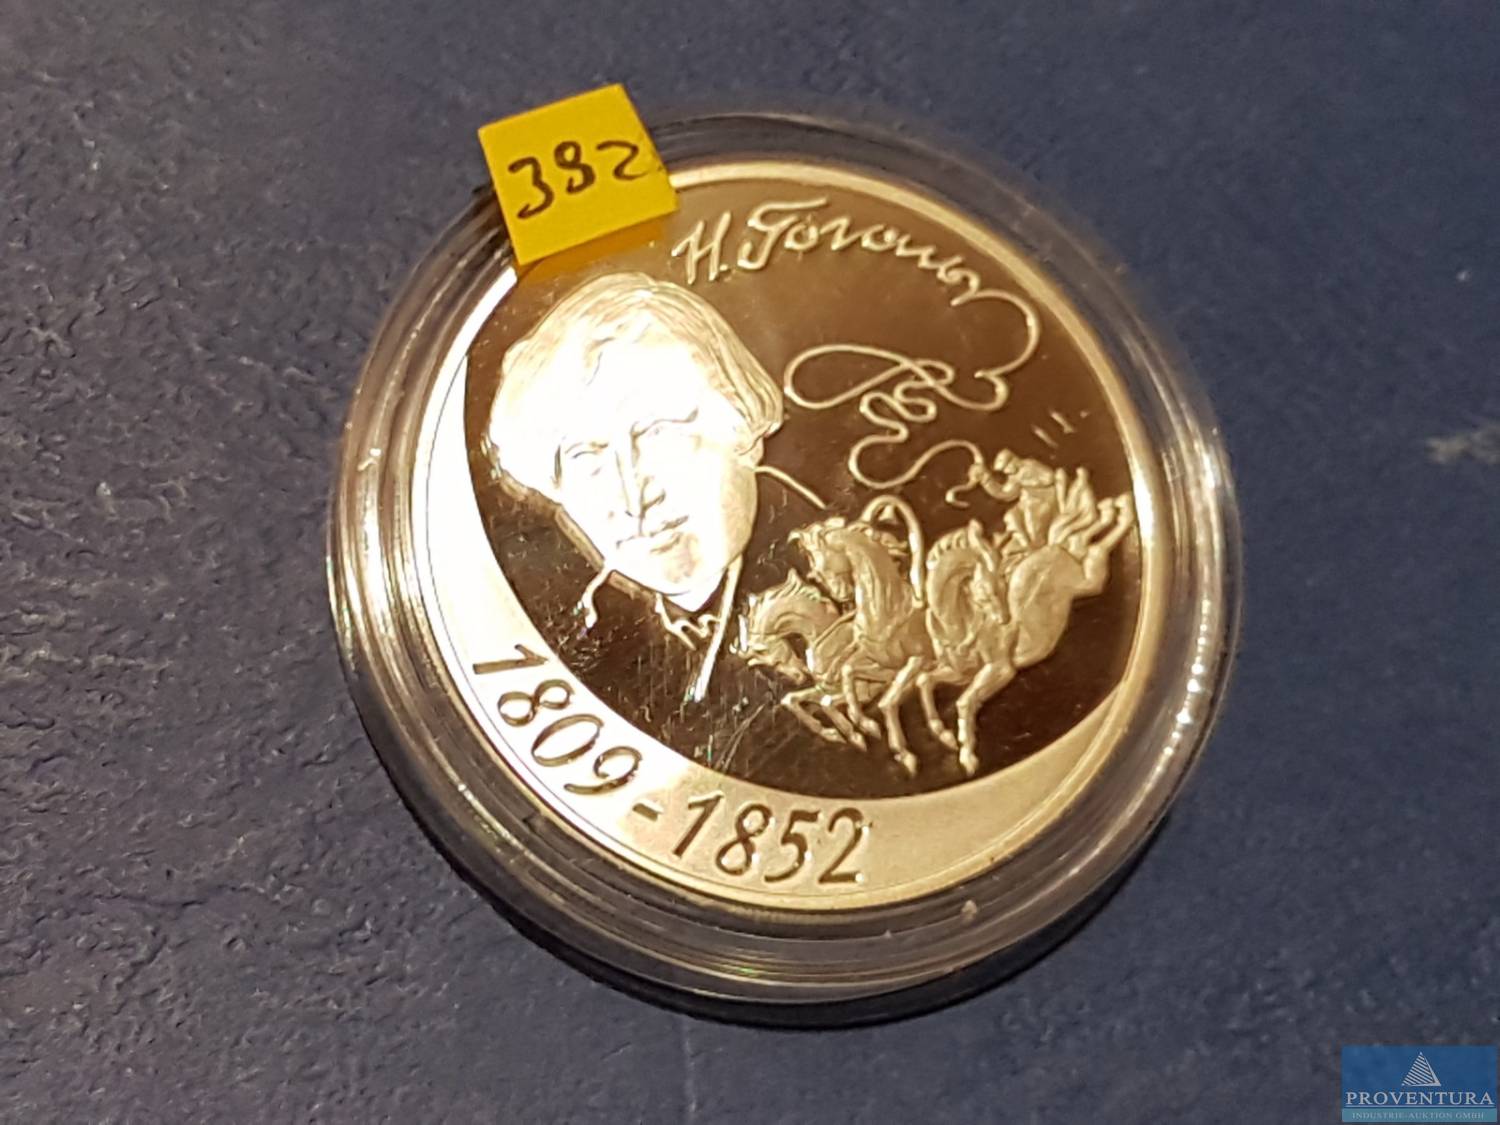 382
Н. Гоголь
1809-1852
PROVENTURA
INDUSTRIE-AUKTION GMBH